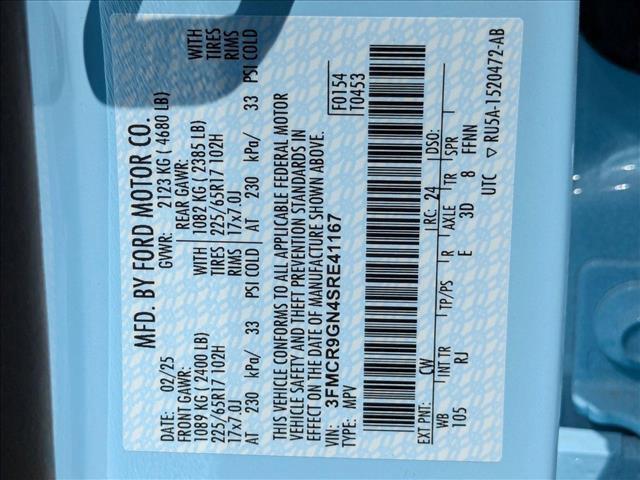 MFD. BY FORD MOTOR CO.
DATE: 02/25 GVWR: 2123 KG ( 4680 LB)
FRONT GAWR: REAR GAWR: WITH
1089 KG ( 2400 LB) 1082 KG ( 2385 LB) TIRES
225/65R17 102H 225/65R17 102H RIMS
17x7.0J 17x7.0J
AT 230 kPa/ 33 PSI COLD AT 230 kPa/ 33 PSI COLD
WITH
TIRES
RIMS
THIS VEHICLE CONFORMS TO ALL APPLICABLE FEDERAL MOTOR
VEHICLE SAFETY AND THEFT PREVENTION STANDARDS IN
EFFECT ON THE DATE OF MANUFACTURE SHOWN ABOVE.
VIN: 3FMCR9GN4SRE41167
TYPE: MPV
F0154
T0453
EXT PNT: CW RC: 24 DSO:
WB INT TR TP/PS R AXLE TR SPR
105 RJ E 3D 8 FFNN
UTC ▽ RU5A-1520472-AB